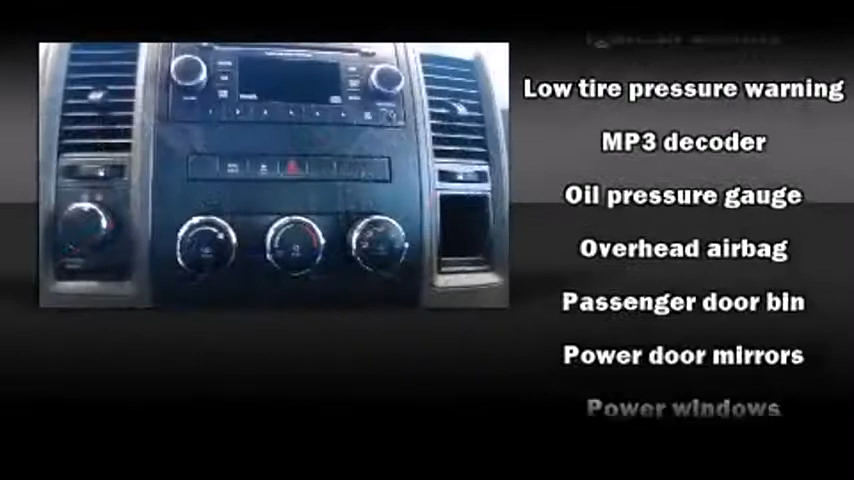 Low tire pressure warning
MP3 decoder
Oil pressure gauge
Overhead airbag
Passenger door bin
Power door mirrors
Power windows